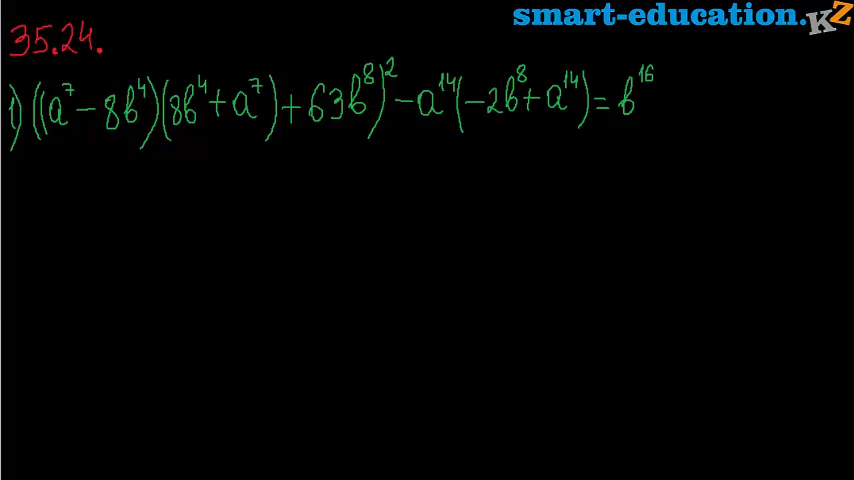 smart-education.KZ
35.24.
1) ((a⁷ − 8b⁴)(8b⁴ + a⁷) + 63b⁸)² − a¹⁴(−2b⁸ + a¹⁴) = b¹⁶